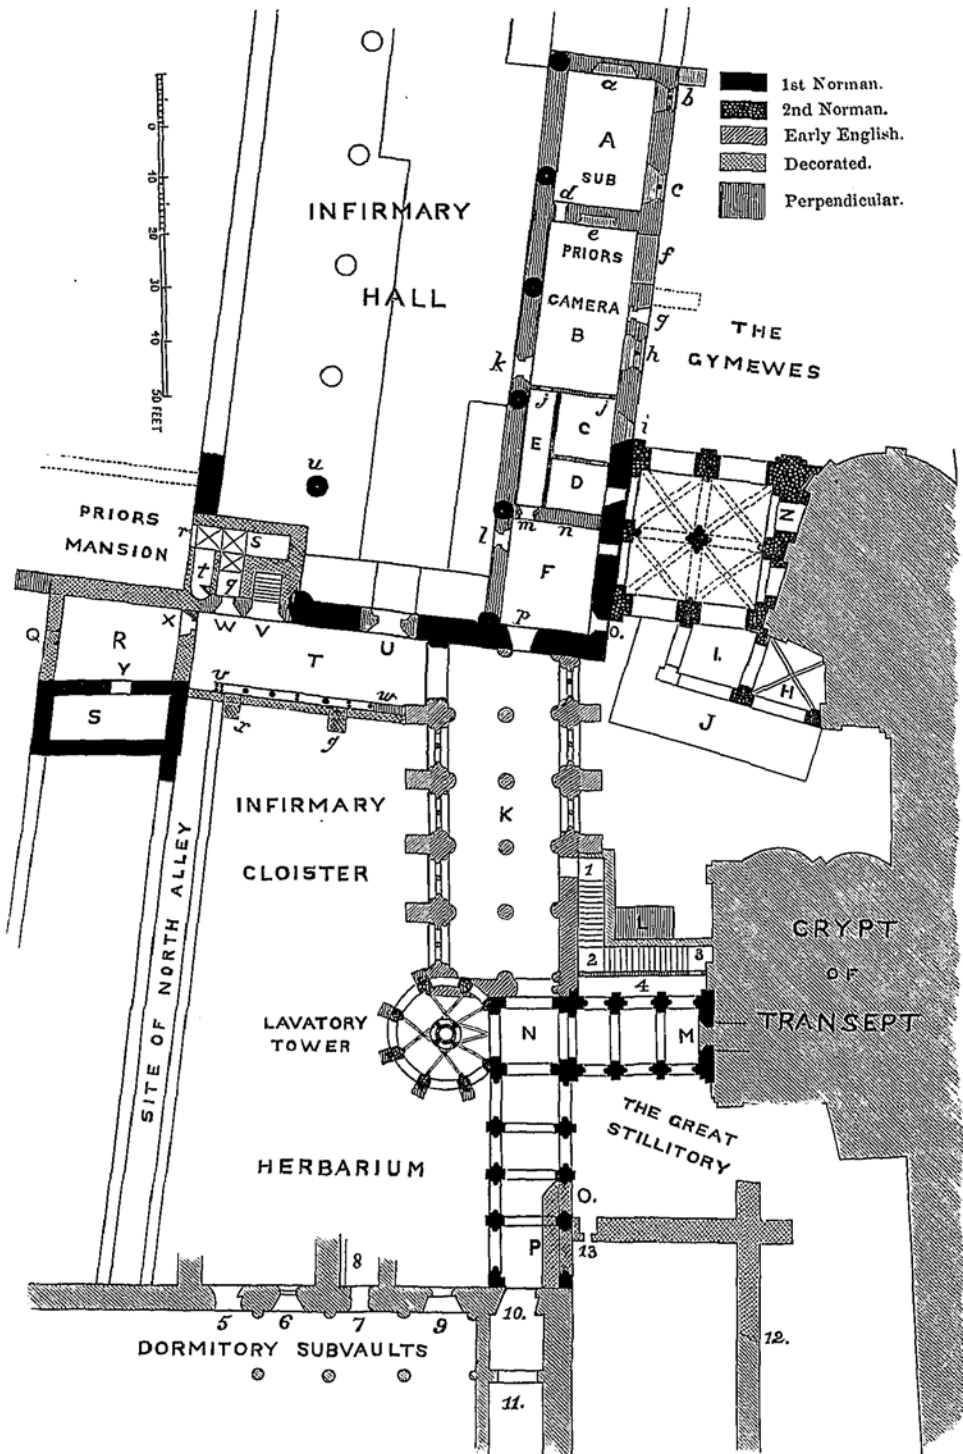 1st Norman.
2nd Norman.
Early English.
Decorated.
Perpendicular.
a
b
A
SUB
c
d
e
PRIORS
f
CAMERA
g
B
h
THE
GYMEWES
INFIRMARY
HALL
0
10
20
30
40
50 FEET
k
j
j
C
E
i
D
u
m
n
l
F
Z
PRIORS
MANSION
r
s
t
q
p
o.
Q
R
X
W
V
U
T
I.
H
Y
S
v
w
x
J
INFIRMARY
CLOISTER
K
1
L
2
3
4
CRYPT
OF
TRANSEPT
SITE OF NORTH ALLEY
LAVATORY
TOWER
N
M
THE GREAT
STILLITORY
HERBARIUM
O.
P
13
8
5
6
7
9
10.
12.
DORMITORY SUBVAULTS
11.